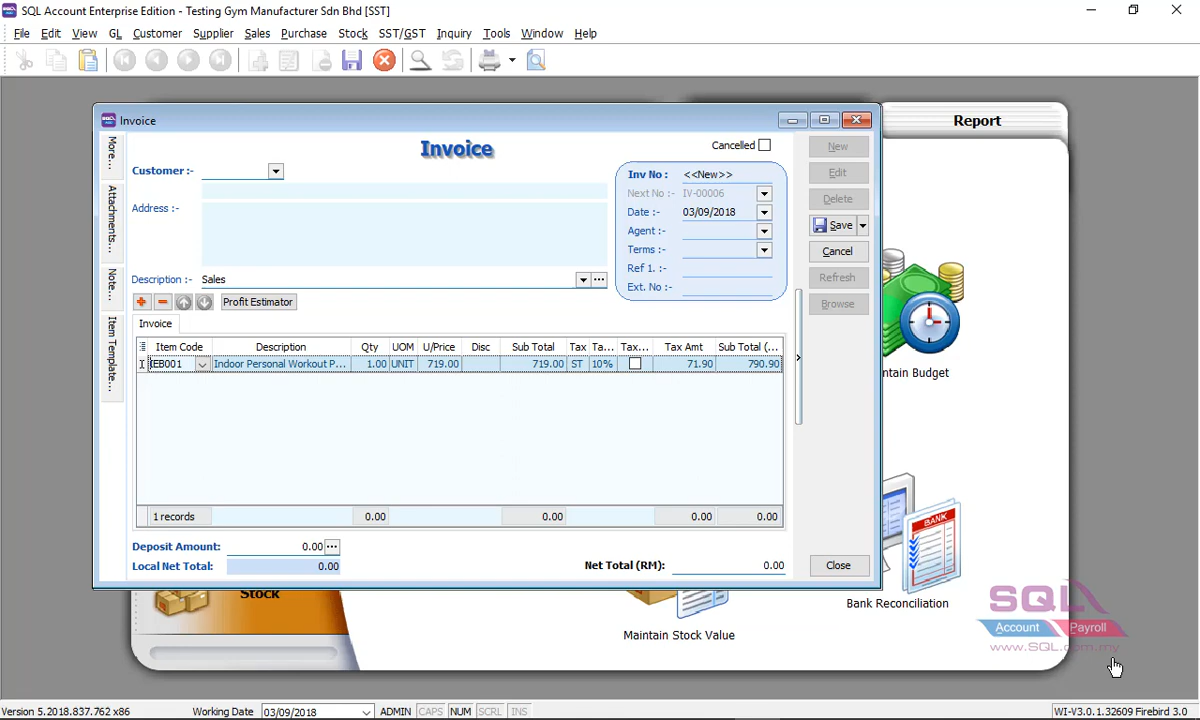 SQL Account Enterprise Edition - Testing Gym Manufacturer Sdn Bhd [SST]
File Edit View GL Customer Supplier Sales Purchase Stock SST/GST Inquiry Tools Window Help
Invoice
Report
More...
Attachments...
Note...
Item Template...
Invoice
Cancelled
Customer :-
Address :-
Description :- Sales
Inv No : <<New>>
Next No :- IV-00006
Date :- 03/09/2018
Agent :-
Terms :-
Ref 1. :-
Ext. No :-
New
Edit
Delete
Save
Cancel
Refresh
Browse
Profit Estimator
Invoice
Item Code Description Qty UOM U/Price Disc Sub Total Tax Ta... Tax... Tax Amt Sub Total (...
EB001 Indoor Personal Workout P... 1.00 UNIT 719.00 719.00 ST 10% 71.90 790.90
1 records 0.00 0.00 0.00 0.00
Deposit Amount: 0.00
Local Net Total: 0.00
Net Total (RM): 0.00
Close
ntain Budget
BANK
Bank Reconciliation
Stock
Maintain Stock Value
SQL
Account Payroll
www.SQL.com.my
Version 5.2018.837.762 x86 Working Date 03/09/2018 ADMIN CAPS NUM SCRL INS WI-V3.0.1.32609 Firebird 3.0